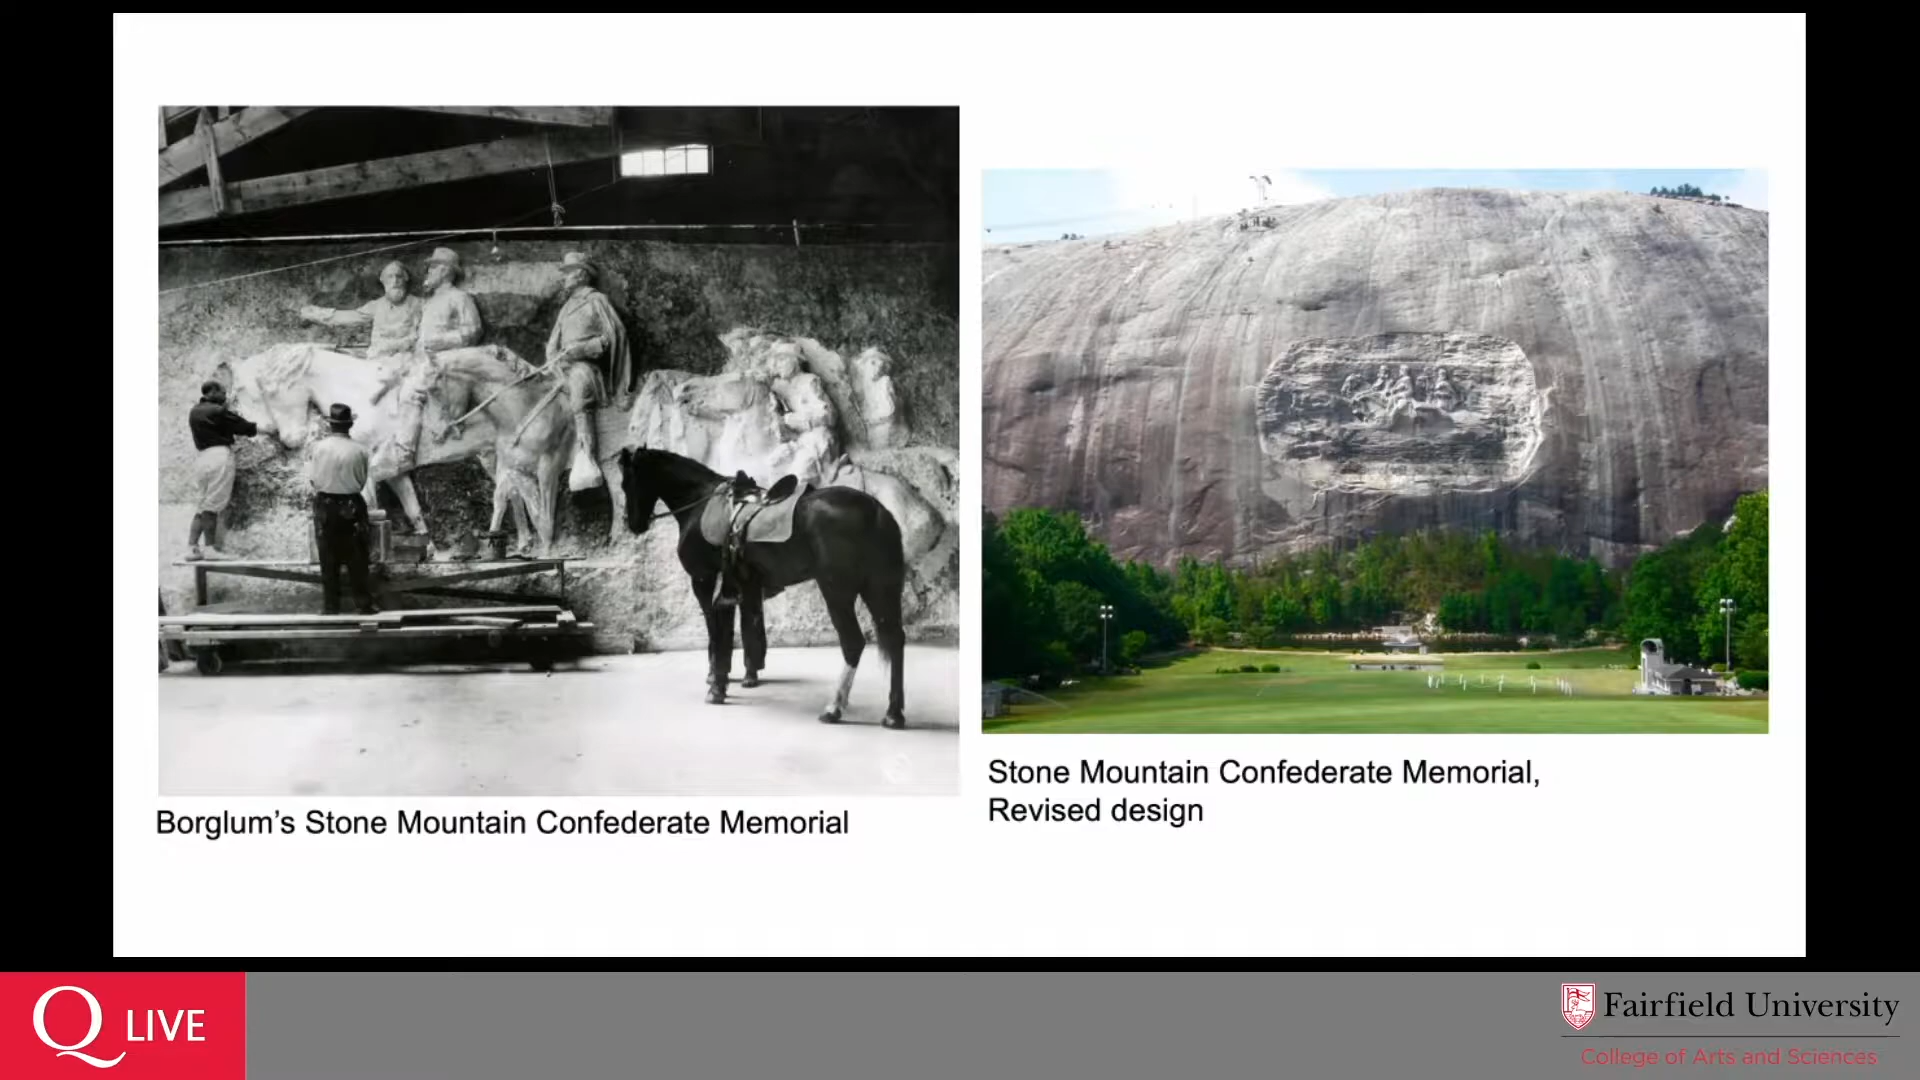 Borglum's Stone Mountain Confederate Memorial
Stone Mountain Confederate Memorial,
Revised design
Q LIVE
Fairfield University
College of Arts and Sciences